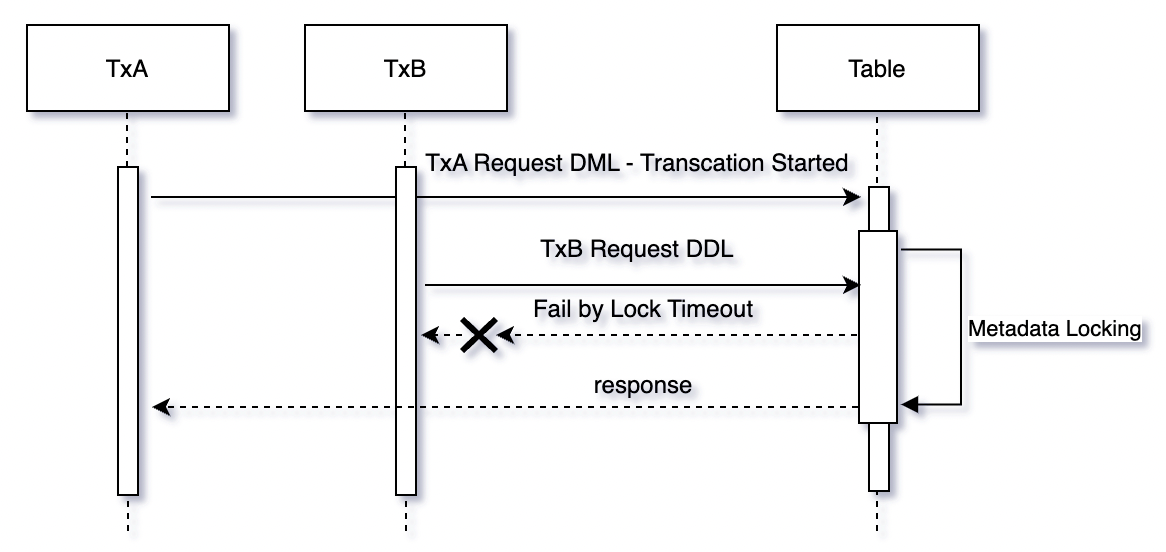 TxA
TxB
Table
TxA Request DML - Transcation Started
TxB Request DDL
Fail by Lock Timeout
Metadata Locking
response